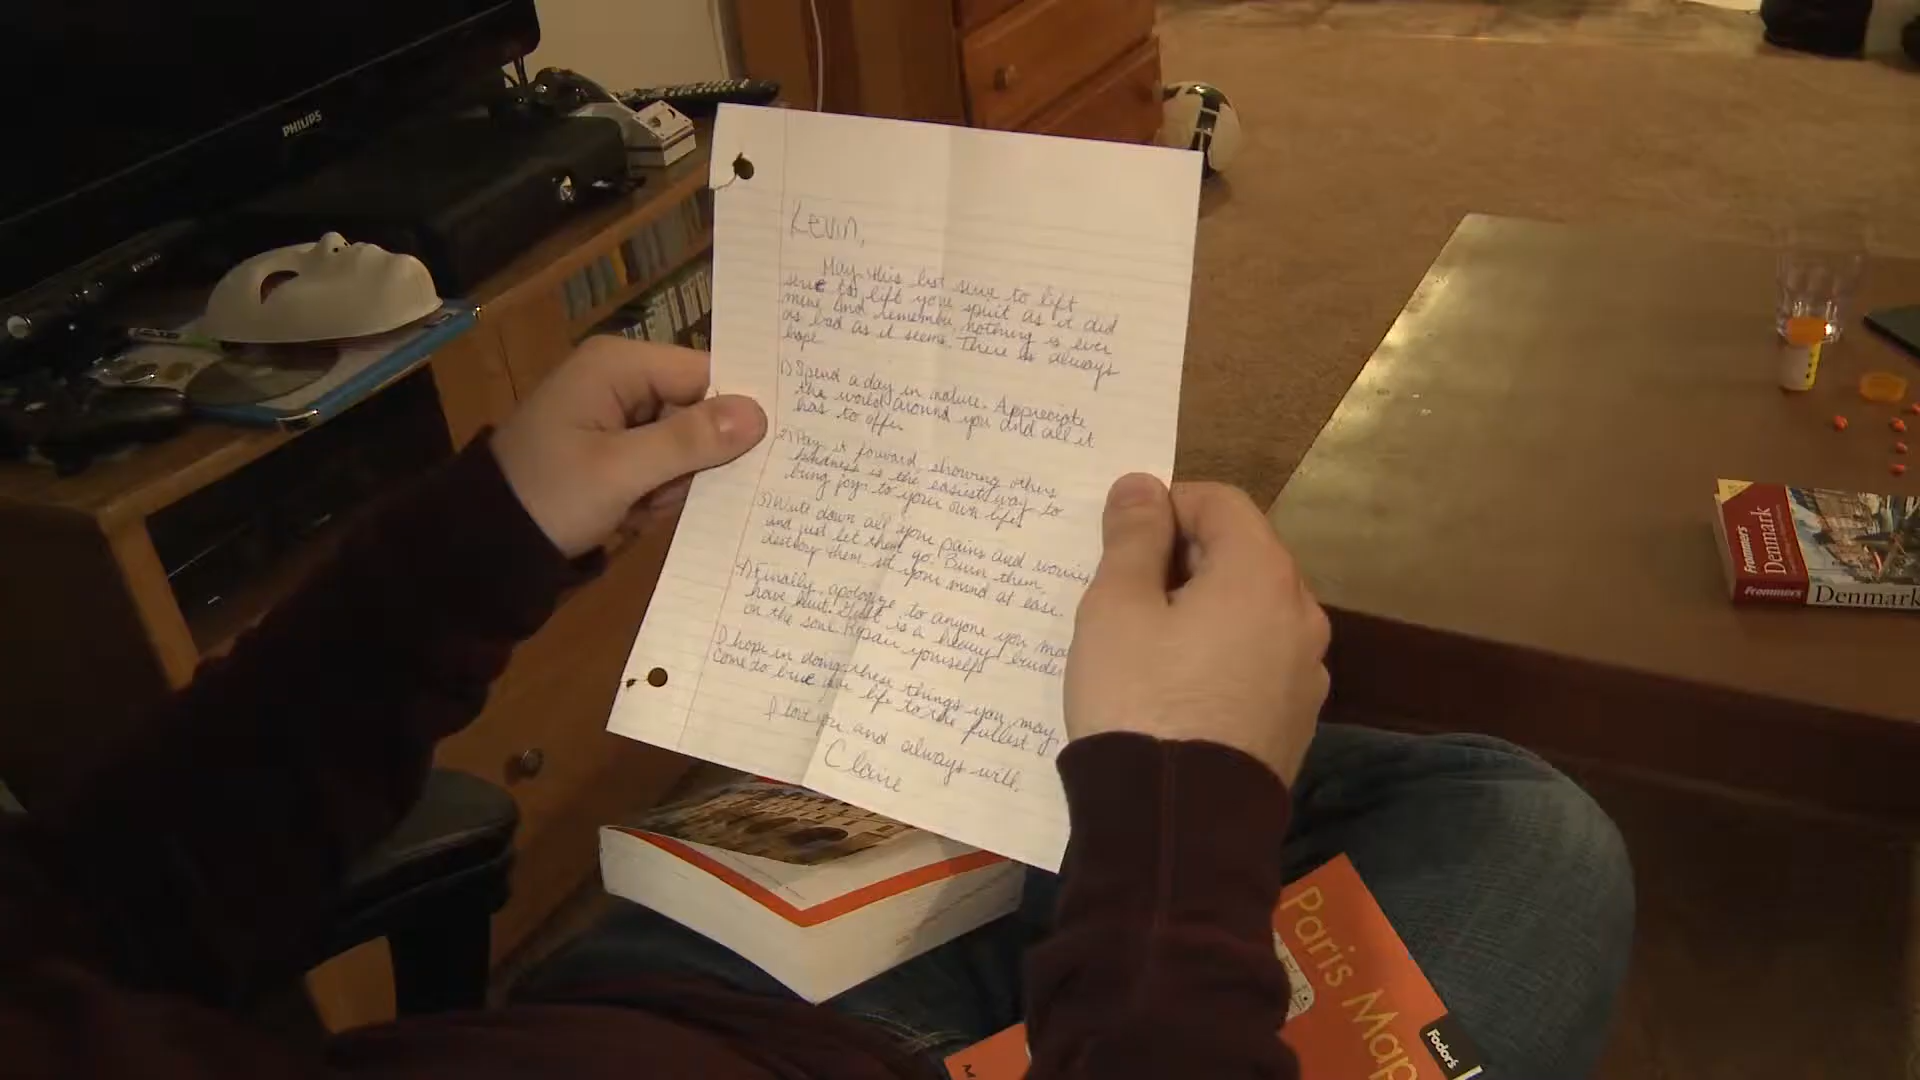 PHILIPS
Kevin,
May this list serve to lift
serve to lift your spirit as it did
mine and remember, nothing is ever
as bad as it seems. There is always
hope.
1) Spend a day in nature. Appreciate
the world around you and all it
has to offer.
2) Pay it foward, showing others
kindness is the easiest way to
bring joy to your own life.
3) Write down all your pains and worries
and just let them go. Burn them,
destroy them, set your mind at ease.
4) Finally, apologize to anyone you may
have hurt. Guilt is a heavy
on the soul. Repair yourself.
I hope in doing these things you may
come to live life to the fullest
I love you and always will,
Claire
Frommer's
Denmark
Frommer's
Denmark
Paris Map
Fodor's